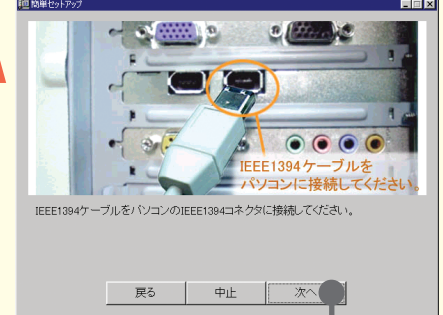 簡単セットアップ
IEEE1394ケーブルを
パソコンに接続してください。
IEEE1394ケーブルをパソコンのIEEE1394コネクタに接続してください。
戻る
中止
次へ